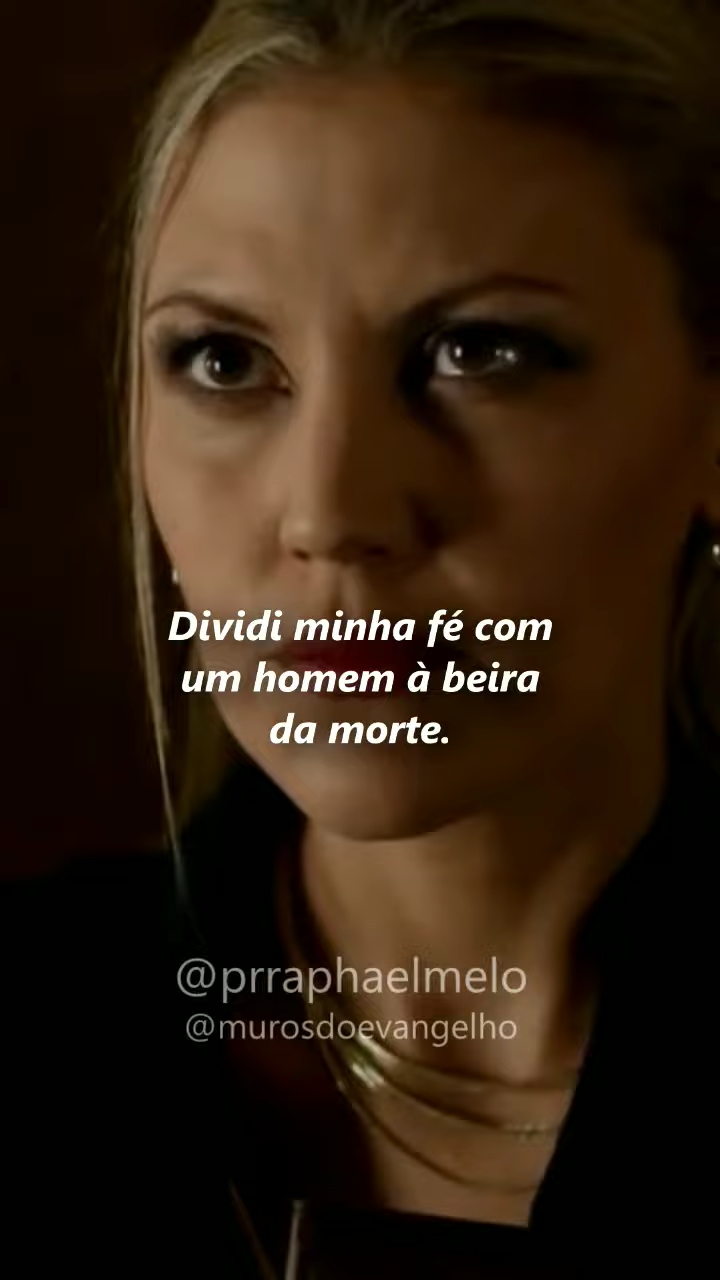 Dividi minha fé com
um homem à beira
da morte.
@prraphaelmelo
@murosdoevangelho